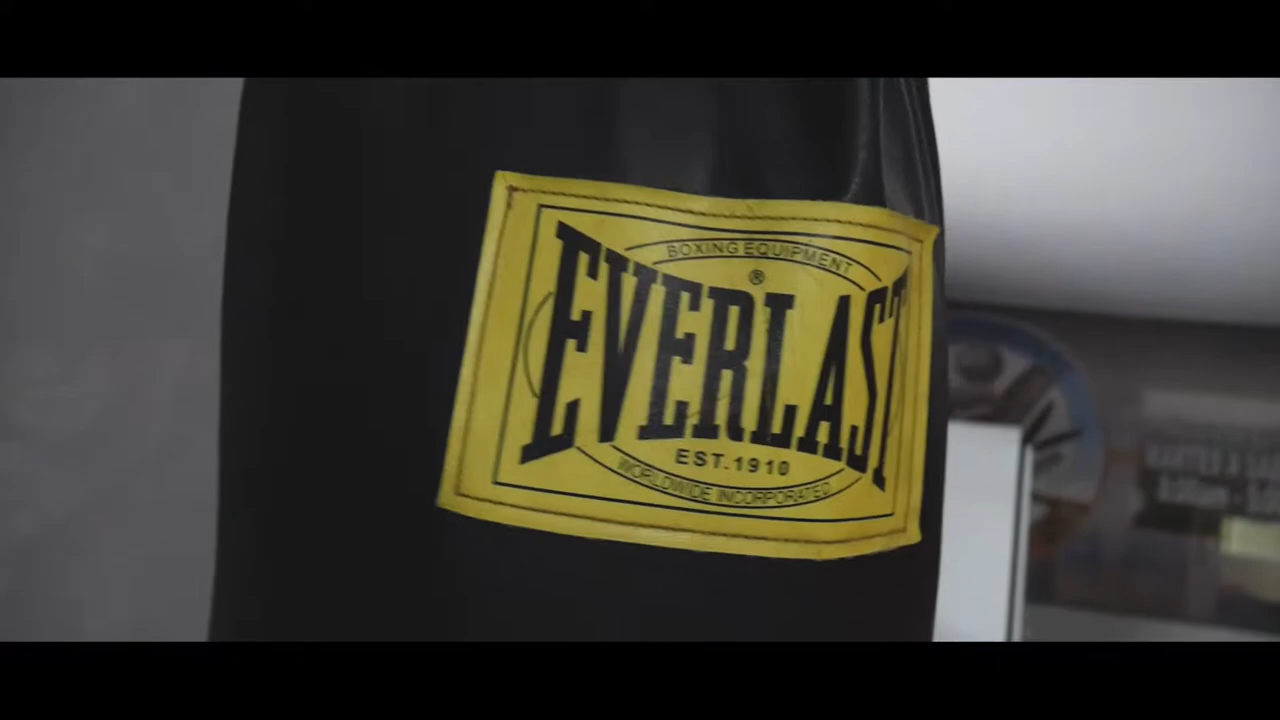 BOXING EQUIPMENT
®
EVERLAST
EST.1910
WORLDWIDE INCORPORATED